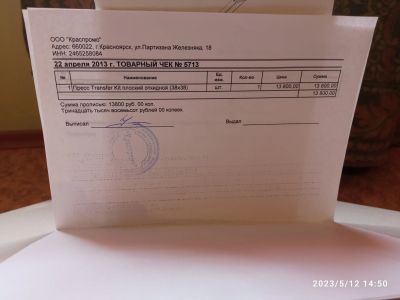 ООО "Краспромо"
Адрес: 660022, г.Красноярск, ул.Партизана Железняка, 18
ИНН: 2465258084
22 апреля 2013 г. ТОВАРНЫЙ ЧЕК № 5713
№ Наименование Ед. изм. Кол-во Цена Сумма
1 Пресс Transfer Kit плоский откидной (38х38) шт. 1 13 800,00 13 800,00
13 800,00
Сумма прописью: 13800 руб. 00 коп.
Тринадцать тысяч восемьсот рублей 00 копеек
Выписал Выдал
2023/5/12 14:50